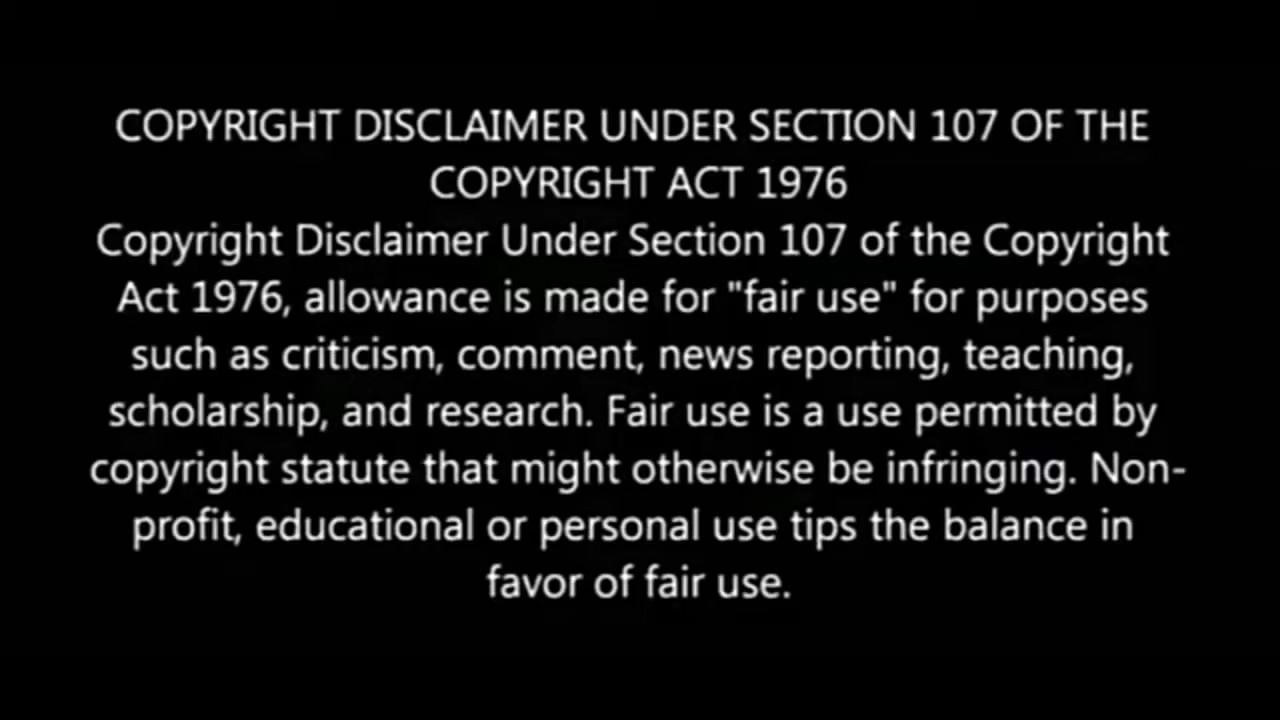 COPYRIGHT DISCLAIMER UNDER SECTION 107 OF THE
COPYRIGHT ACT 1976
Copyright Disclaimer Under Section 107 of the Copyright
Act 1976, allowance is made for "fair use" for purposes
such as criticism, comment, news reporting, teaching,
scholarship, and research. Fair use is a use permitted by
copyright statute that might otherwise be infringing. Non-
profit, educational or personal use tips the balance in
favor of fair use.